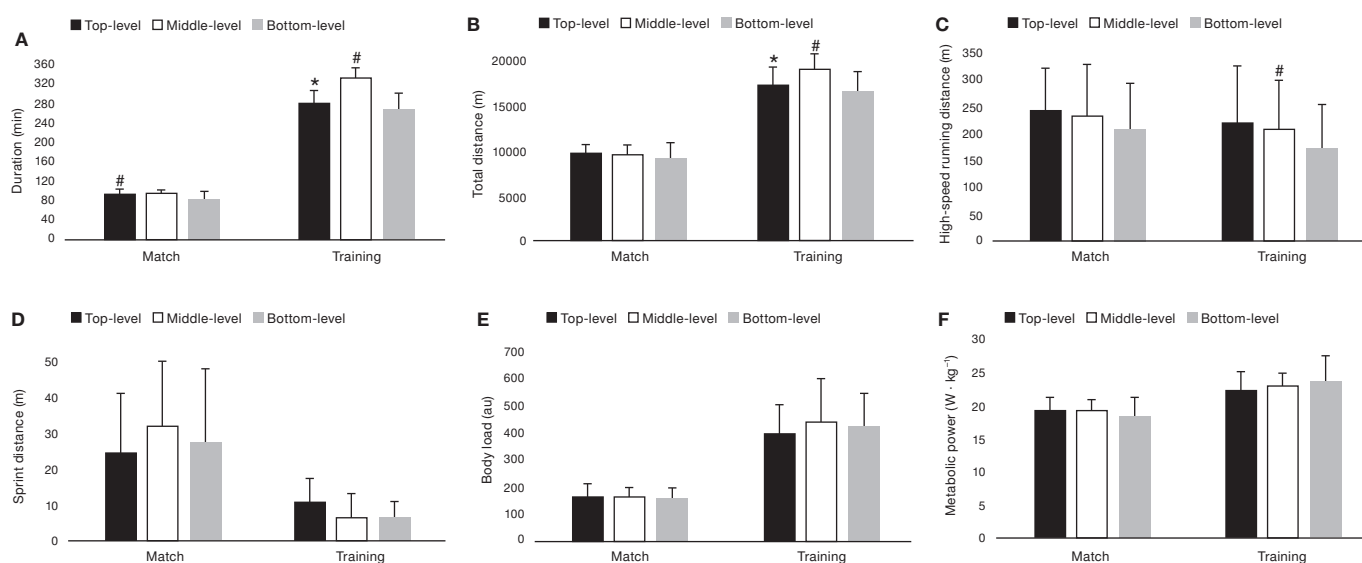 A
Top-level Middle-level Bottom-level
Duration (min)
360
320
280
240
200
160
120
80
40
0
#
*
#
Match Training
B
Top-level Middle-level Bottom-level
Total distance (m)
20000
15000
10000
5000
0
*
#
Match Training
C
Top-level Middle-level Bottom-level
High-speed running distance (m)
350
300
250
200
150
100
50
0
#
Match Training
D
Top-level Middle-level Bottom-level
Sprint distance (m)
50
40
30
20
10
0
Match Training
E
Top-level Middle-level Bottom-level
Body load (au)
700
600
500
400
300
200
100
0
Match Training
F
Top-level Middle-level Bottom-level
Metabolic power (W · kg⁻¹)
30
25
20
15
10
5
0
Match Training